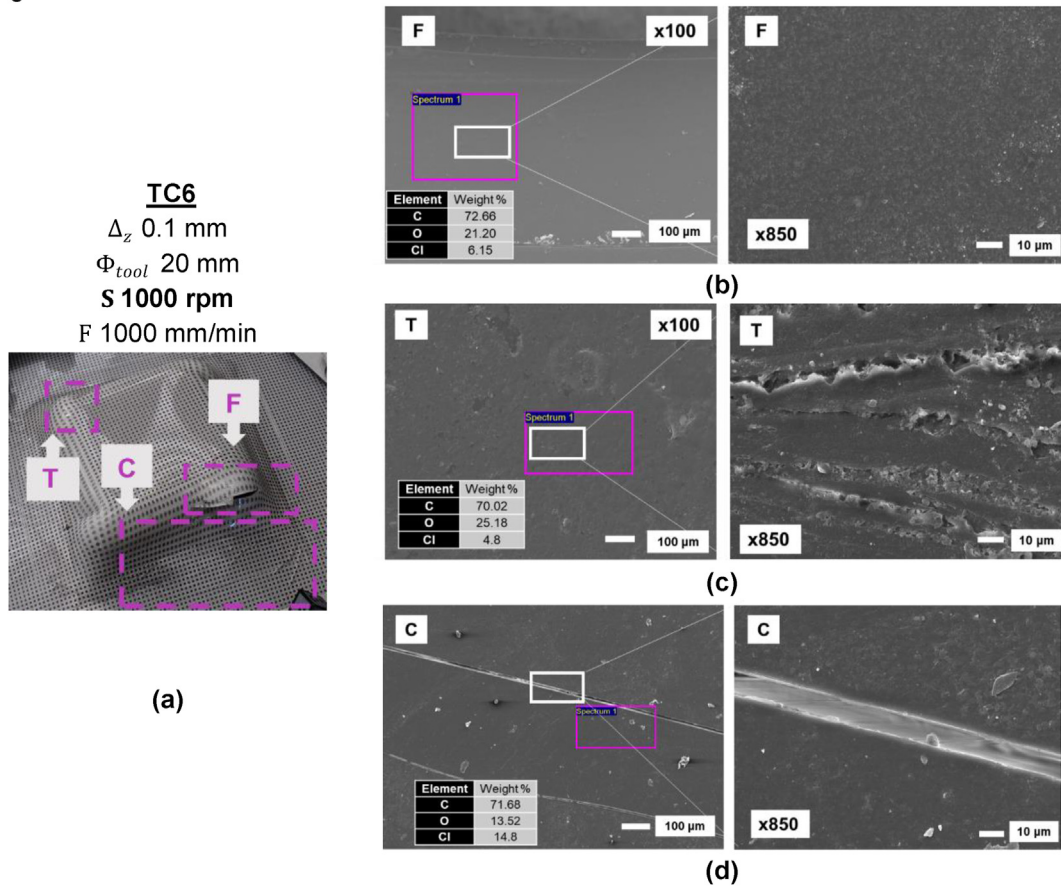 TC6
Δz 0.1 mm
Φtool 20 mm
S 1000 rpm
F 1000 mm/min
F
T
C
(a)
F
x100
Spectrum 1
Element Weight %
C 72.66
O 21.20
Cl 6.15
100 µm
F
x850
10 µm
(b)
T
x100
Spectrum 1
Element Weight %
C 70.02
O 25.18
Cl 4.8
100 µm
T
x850
10 µm
(c)
C
Spectrum 1
Element Weight %
C 71.68
O 13.52
Cl 14.8
100 µm
C
x850
10 µm
(d)